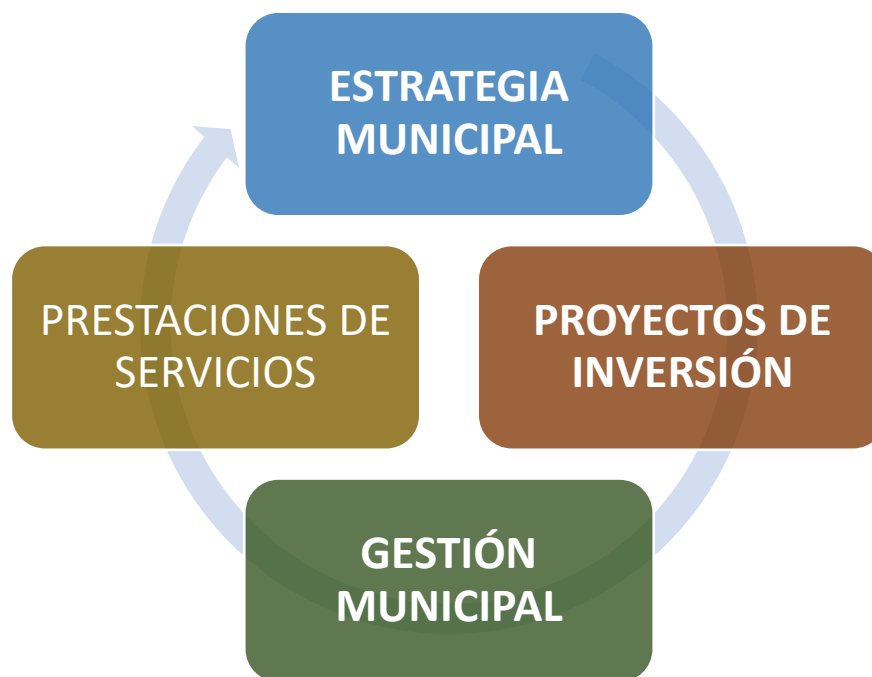 ESTRATEGIA
MUNICIPAL
PRESTACIONES DE
SERVICIOS
PROYECTOS DE
INVERSIÓN
GESTIÓN
MUNICIPAL